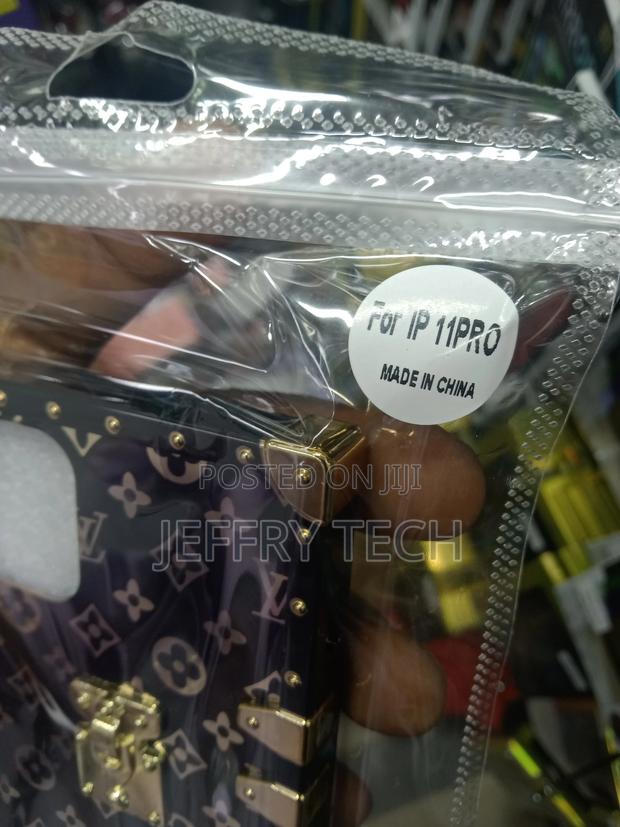 For IP 11PRO
MADE IN CHINA
POSTED ON JIJI
JEFFRY TECH